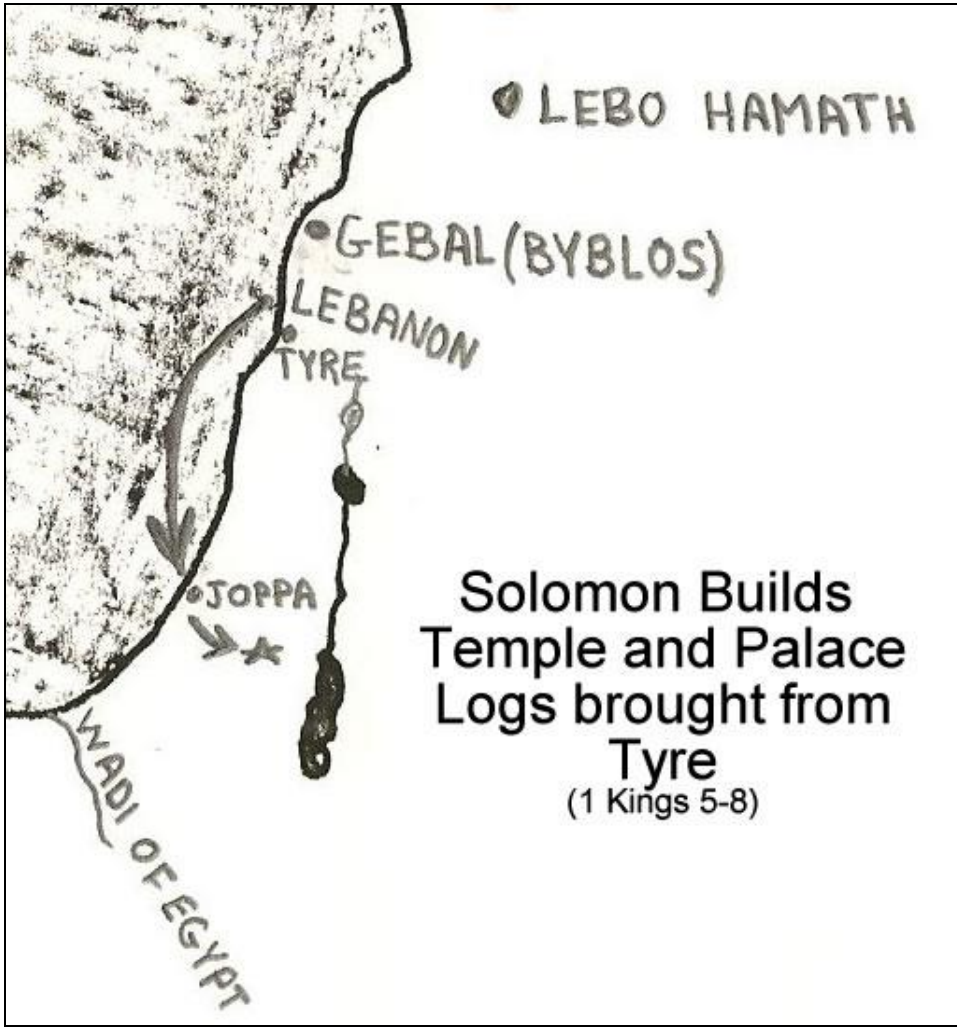 LEBO HAMATH
GEBAL (BYBLOS)
LEBANON
TYRE
JOPPA
Solomon Builds
Temple and Palace
Logs brought from
Tyre
(1 Kings 5-8)
WADI OF EGYPT